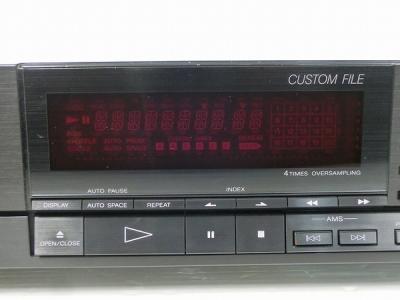 CUSTOM FILE
4 TIMES OVERSAMPLING
AUTO PAUSE
INDEX
DISPLAY
AUTO SPACE
REPEAT
AMS
OPEN/CLOSE